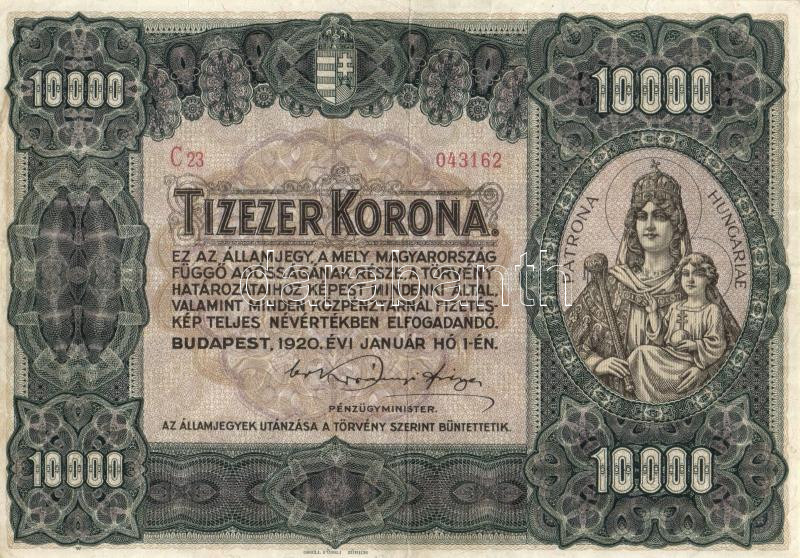 10000
10000
C 23
043162
TIZEZER KORONA.
EZ AZ ÁLLAMJEGY, A MELY MAGYARORSZÁG
FÜGGŐ ADÓSSÁGÁNAK RÉSZE, A TÖRVÉNY
HATÁROZATAIHOZ KÉPEST MINDENKI ÁLTAL,
VALAMINT MINDEN KÖZPÉNZTÁRNÁL FIZETÉS-
KÉP TELJES NÉVÉRTÉKBEN ELFOGADANDÓ.
BUDAPEST, 1920. ÉVI JANUÁR HÓ 1-ÉN.
PÉNZÜGYMINISTER.
AZ ÁLLAMJEGYEK UTÁNZÁSA A TÖRVÉNY SZERINT BÜNTETTETIK.
PATRONA HUNGARIAE
10000
10000
ORELL FÜSSLI ZÜRICH